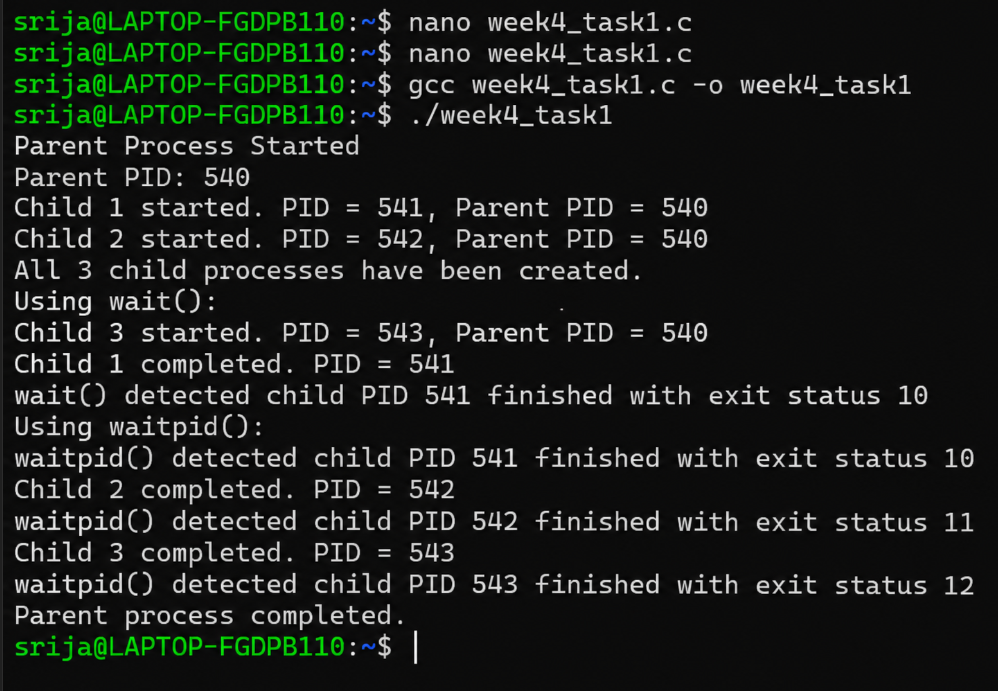 srija@LAPTOP-FGDPB110:~$ nano week4_task1.c
srija@LAPTOP-FGDPB110:~$ nano week4_task1.c
srija@LAPTOP-FGDPB110:~$ gcc week4_task1.c -o week4_task1
srija@LAPTOP-FGDPB110:~$ ./week4_task1
Parent Process Started
Parent PID: 540
Child 1 started. PID = 541, Parent PID = 540
Child 2 started. PID = 542, Parent PID = 540
All 3 child processes have been created.
Using wait():
Child 3 started. PID = 543, Parent PID = 540
Child 1 completed. PID = 541
wait() detected child PID 541 finished with exit status 10
Using waitpid():
waitpid() detected child PID 541 finished with exit status 10
Child 2 completed. PID = 542
waitpid() detected child PID 542 finished with exit status 11
Child 3 completed. PID = 543
waitpid() detected child PID 543 finished with exit status 12
Parent process completed.
srija@LAPTOP-FGDPB110:~$